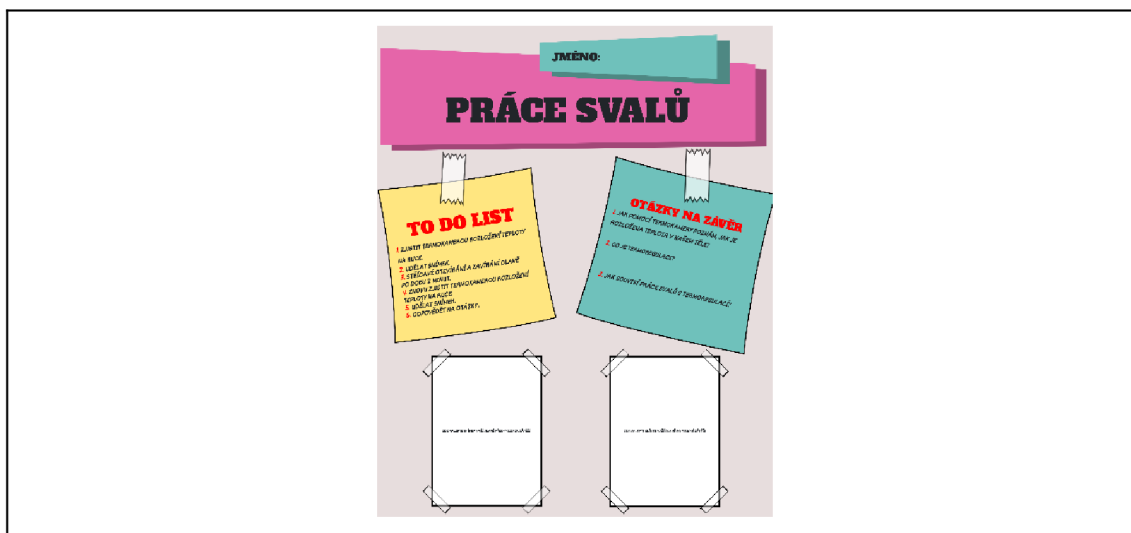 JMÉNO:
PRÁCE SVALŮ
TO DO LIST
1. ZJISTIT TERMOKAMEROU ROZLOŽENÍ TEPLOTY
NA RUCE.
2. UDĚLAT SNÍMEK.
3. STŘÍDAVÉ OTEVÍRÁNÍ A ZAVÍRÁNÍ DLANĚ
PO DOBU 2 MINUT.
4. ZNOVU ZJISTIT TERMOKAMEROU ROZLOŽENÍ
TEPLOTY NA RUCE.
5. UDĚLAT SNÍMEK.
6. ODPOVĚDĚT NA OTÁZKY.
OTÁZKY NA ZÁVĚR
1. JAK POMOCÍ TERMOKAMERY POZNÁM, JAK JE
ROZLOŽENA TEPLOTA V NAŠEM TĚLE?
2. CO JE TERMOREGULACE?
3. JAK SOUVISÍ PRÁCE SVALŮ S TERMOREGULACÍ?